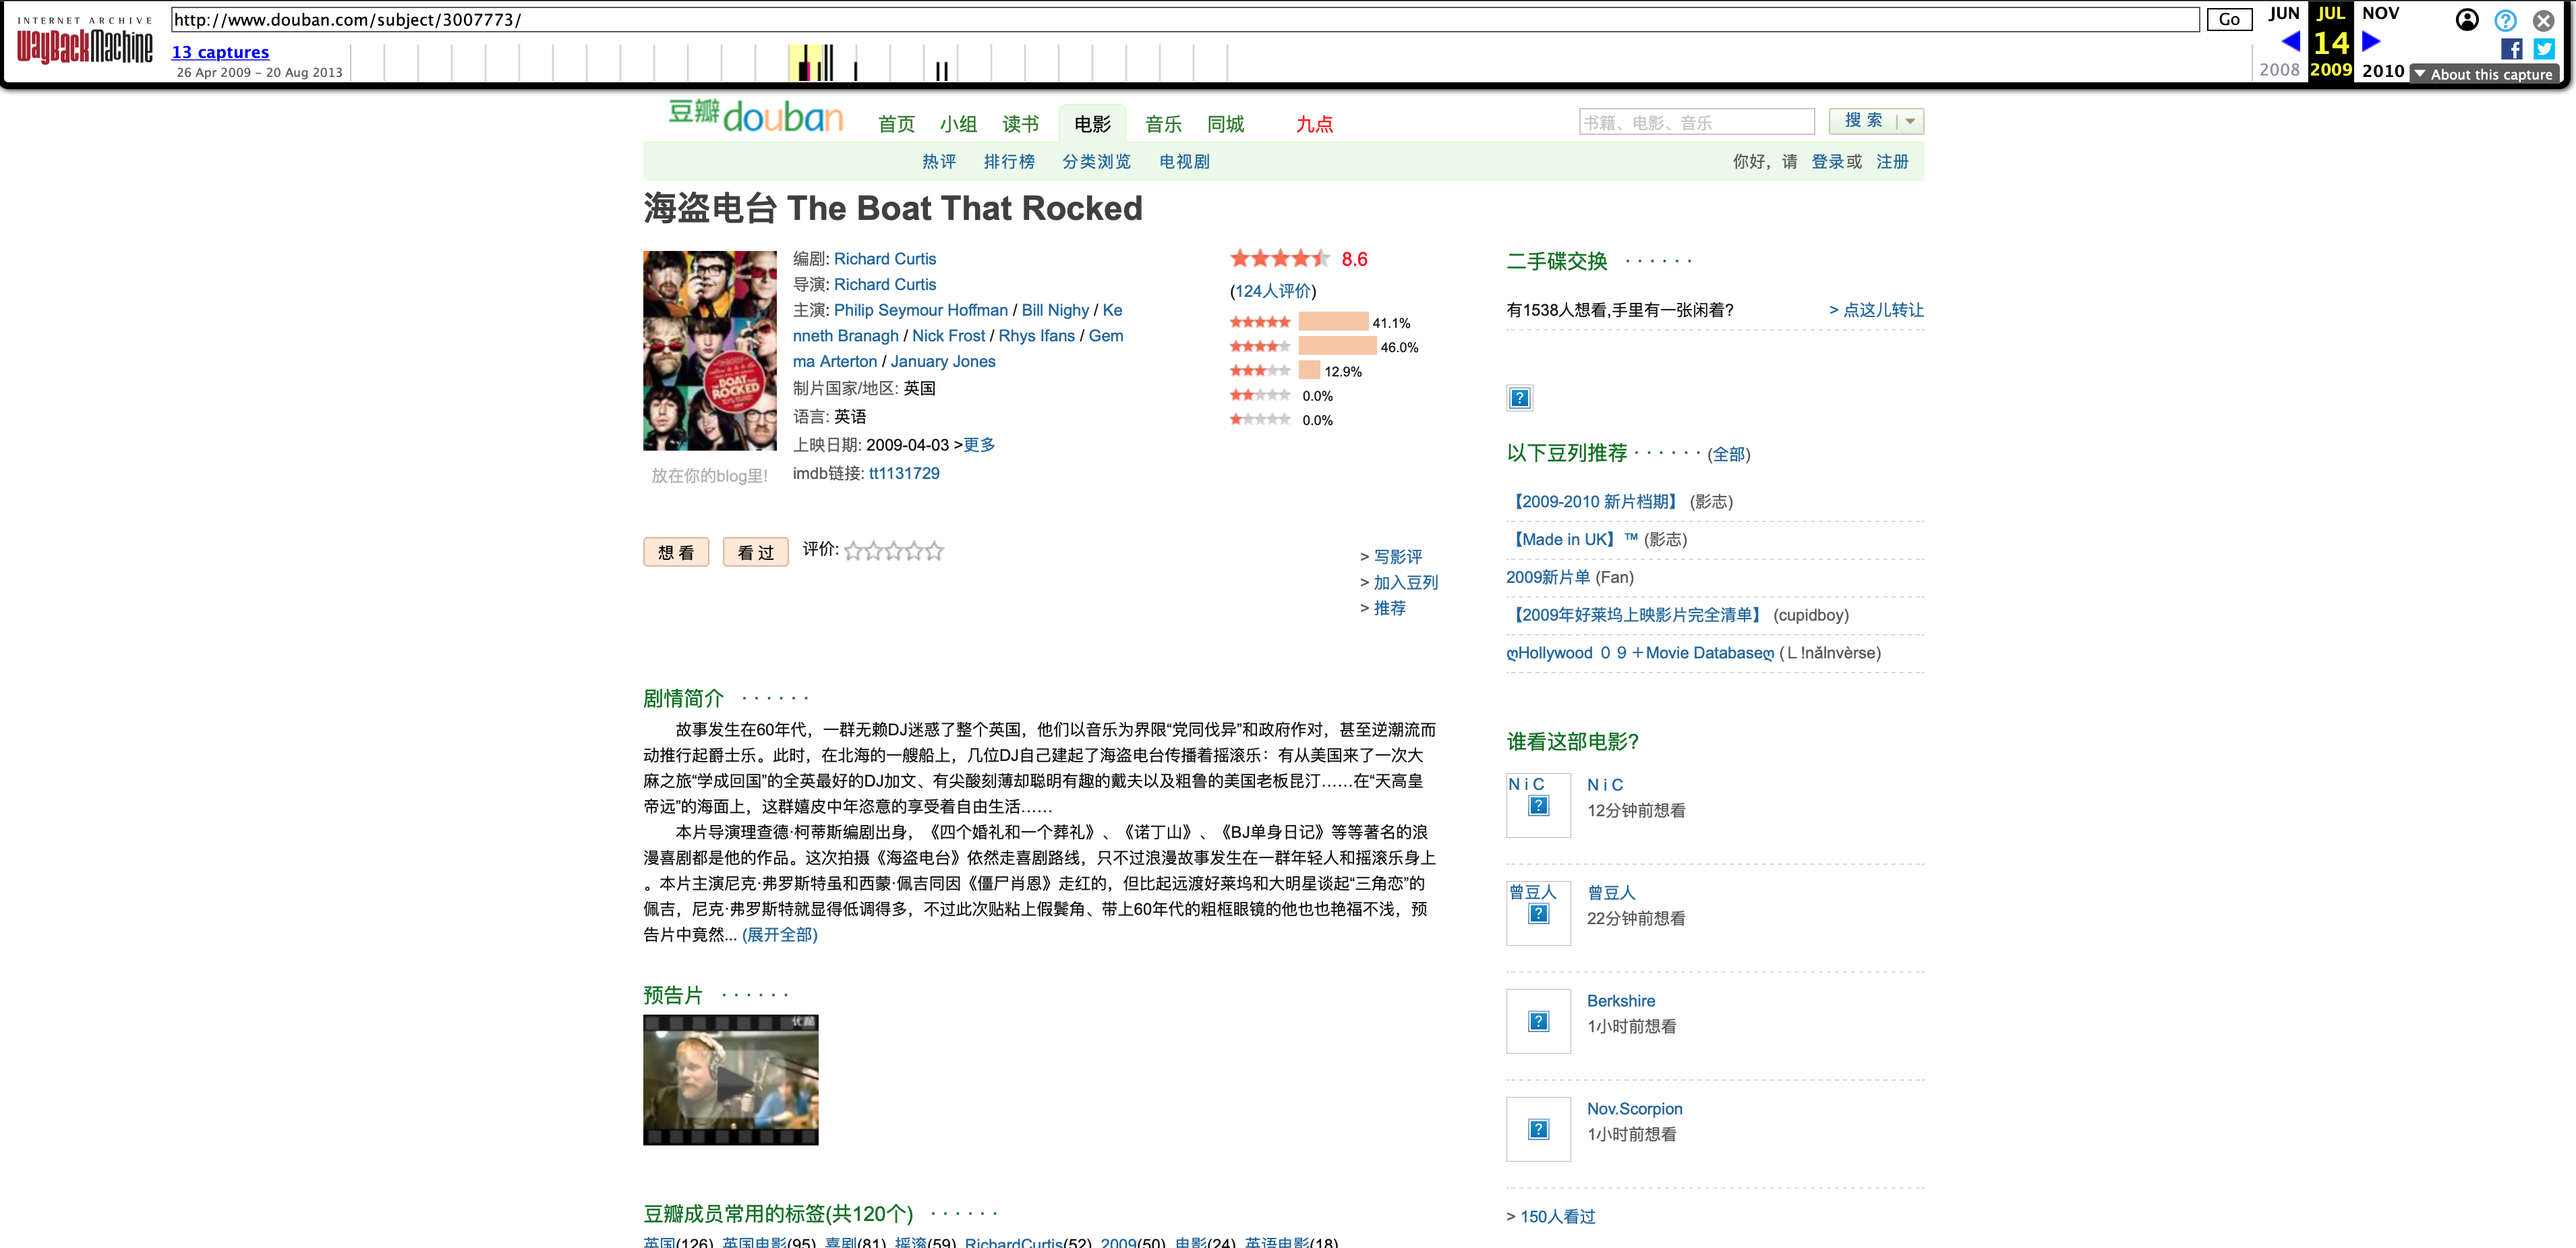 INTERNET ARCHIVE
WayBackMachine
http://www.douban.com/subject/3007773/
Go
JUN JUL NOV
13 captures
14
26 Apr 2009 – 20 Aug 2013
2008 2009 2010
About this capture
豆瓣douban 首页 小组 读书 电影 音乐 同城 九点
书籍、电影、音乐 搜 索
热评 排行榜 分类浏览 电视剧 你好，请 登录或 注册
海盗电台 The Boat That Rocked
THE BOAT THAT ROCKED
放在你的blog里!
编剧: Richard Curtis
导演: Richard Curtis
主演: Philip Seymour Hoffman / Bill Nighy / Ke
nneth Branagh / Nick Frost / Rhys Ifans / Gem
ma Arterton / January Jones
制片国家/地区: 英国
语言: 英语
上映日期: 2009-04-03 >更多
imdb链接: tt1131729
8.6
(124人评价)
41.1%
46.0%
12.9%
0.0%
0.0%
想 看 看 过 评价:
> 写影评
> 加入豆列
> 推荐
剧情简介 · · · · · ·
故事发生在60年代，一群无赖DJ迷惑了整个英国，他们以音乐为界限“党同伐异”和政府作对，甚至逆潮流而
动推行起爵士乐。此时，在北海的一艘船上，几位DJ自己建起了海盗电台传播着摇滚乐：有从美国来了一次大
麻之旅“学成回国”的全英最好的DJ加文、有尖酸刻薄却聪明有趣的戴夫以及粗鲁的美国老板昆汀……在“天高皇
帝远”的海面上，这群嬉皮中年恣意的享受着自由生活……
本片导演理查德·柯蒂斯编剧出身，《四个婚礼和一个葬礼》、《诺丁山》、《BJ单身日记》等等著名的浪
漫喜剧都是他的作品。这次拍摄《海盗电台》依然走喜剧路线，只不过浪漫故事发生在一群年轻人和摇滚乐身上
。本片主演尼克·弗罗斯特虽和西蒙·佩吉同因《僵尸肖恩》走红的，但比起远渡好莱坞和大明星谈起“三角恋”的
佩吉，尼克·弗罗斯特就显得低调得多，不过此次贴粘上假鬓角、带上60年代的粗框眼镜的他也也艳福不浅，预
告片中竟然... (展开全部)
预告片 · · · · · ·
优酷
豆瓣成员常用的标签(共120个) · · · · · ·
英国(126) 英国电影(95) 喜剧(81) 摇滚(59) RichardCurtis(52) 2009(50) 电影(24) 英语电影(18)
二手碟交换 · · · · · ·
有1538人想看,手里有一张闲着? > 点这儿转让
以下豆列推荐 · · · · · · (全部)
【2009-2010 新片档期】 (影志)
【Made in UK】™ (影志)
2009新片单 (Fan)
【2009年好莱坞上映影片完全清单】 (cupidboy)
ღHollywood ０９＋Movie Databaseღ (Ｌ!nǎlnvèrse)
谁看这部电影?
N i C
N i C
12分钟前想看
曾豆人
曾豆人
22分钟前想看
Berkshire
1小时前想看
Nov.Scorpion
1小时前想看
> 150人看过